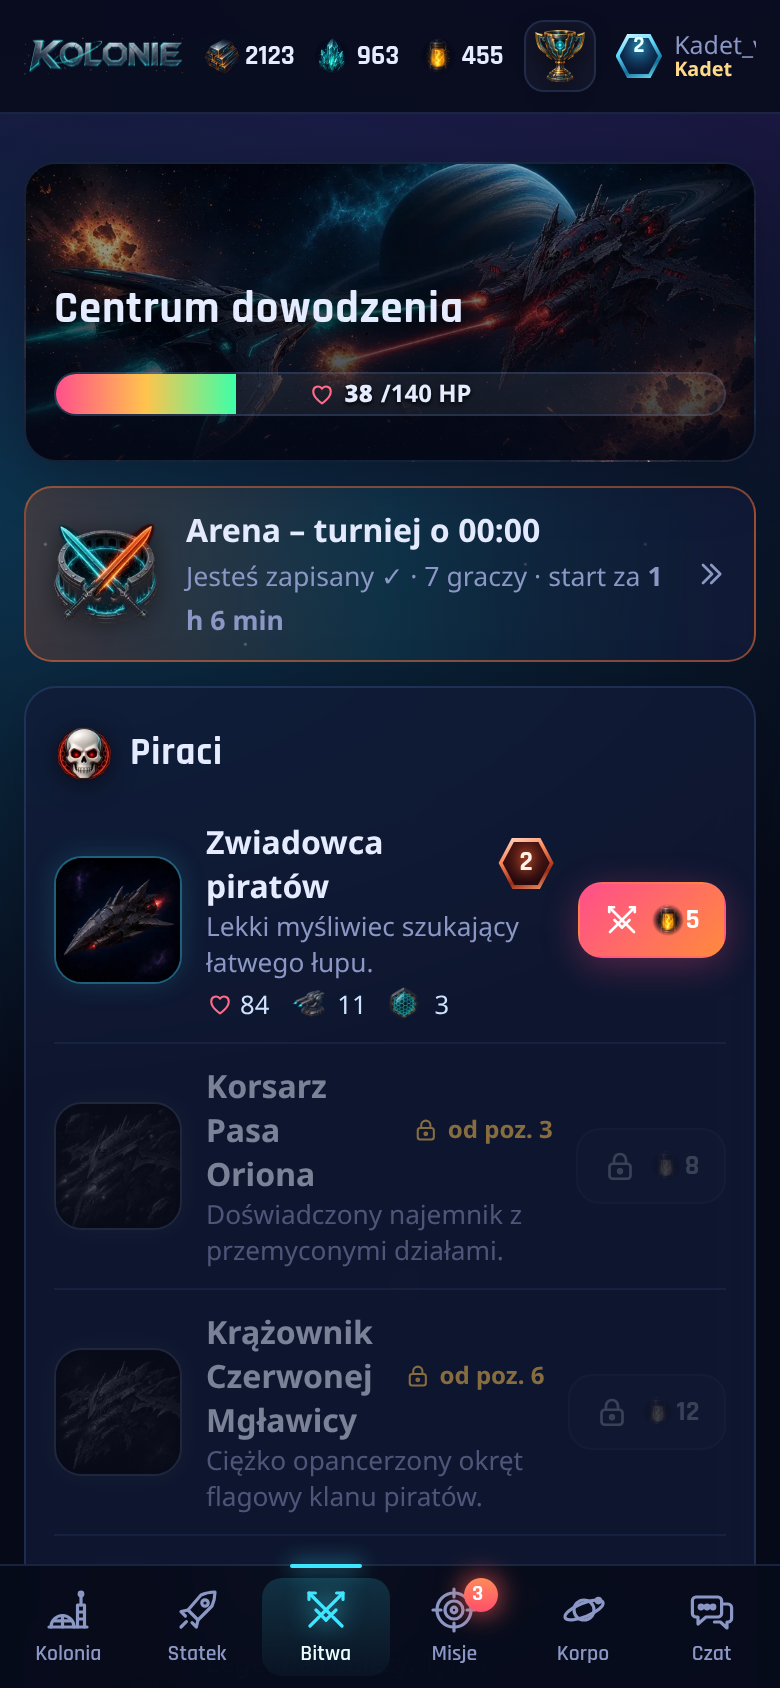 KOLONIE 2123 963 455 2 Kadet_
Kadet
Centrum dowodzenia
38 /140 HP
Arena – turniej o 00:00
Jesteś zapisany ✓ · 7 graczy · start za 1
h 6 min
Piraci
Zwiadowca
piratów
2
Lekki myśliwiec szukający
łatwego łupu.
84 11 3
5
Korsarz
Pasa
Oriona
od poz. 3
8
Doświadczony najemnik z
przemyconymi działami.
Krążownik
Czerwonej
Mgławicy
od poz. 6
12
Ciężko opancerzony okręt
flagowy klanu piratów.
3
Kolonia Statek Bitwa Misje Korpo Czat